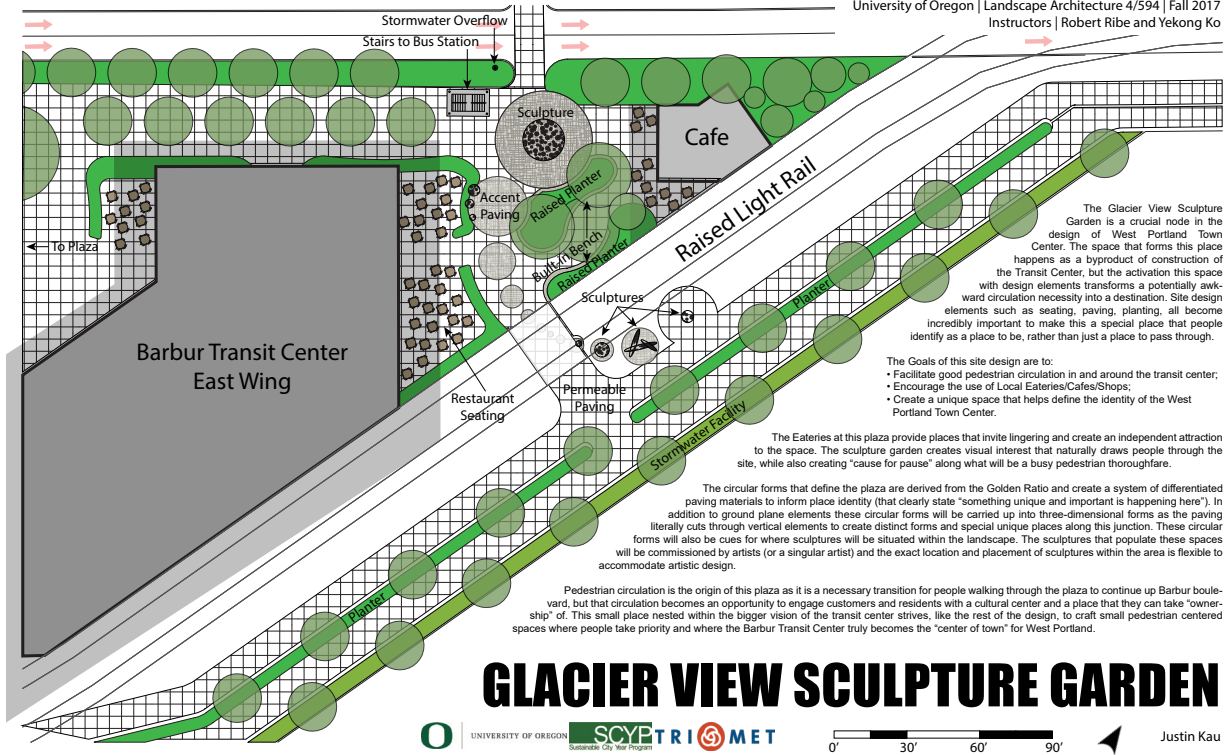 University of Oregon | Landscape Architecture 4/594 | Fall 2017
Instructors | Robert Ribe and Yekong Ko
Stormwater Overflow
Stairs to Bus Station
Sculpture
Cafe
Raised Planter
Accent
Paving
Raised Light Rail
To Plaza
Built-in Bench
Raised Planter
Sculptures
Planter
Barbur Transit Center
East Wing
Restaurant
Seating
Permeable
Paving
Stormwater Facility
Planter
The Glacier View Sculpture
Garden is a crucial node in the
design of West Portland Town
Center. The space that forms this place
happens as a byproduct of construction of
the Transit Center, but the activation this space
with design elements transforms a potentially awk-
ward circulation necessity into a destination. Site design
elements such as seating, paving, planting, all become
incredibly important to make this a special place that people
identify as a place to be, rather than just a place to pass through.
The Goals of this site design are to:
• Facilitate good pedestrian circulation in and around the transit center;
• Encourage the use of Local Eateries/Cafes/Shops;
• Create a unique space that helps define the identity of the West
Portland Town Center.
The Eateries at this plaza provide places that invite lingering and create an independent attraction
to the space. The sculpture garden creates visual interest that naturally draws people through the
site, while also creating “cause for pause” along what will be a busy pedestrian thoroughfare.
The circular forms that define the plaza are derived from the Golden Ratio and create a system of differentiated
paving materials to inform place identity (that clearly state “something unique and important is happening here”). In
addition to ground plane elements these circular forms will be carried up into three-dimensional forms as the paving
literally cuts through vertical elements to create distinct forms and special unique places along this junction. These circular
forms will also be cues for where sculptures will be situated within the landscape. The sculptures that populate these spaces
will be commissioned by artists (or a singular artist) and the exact location and placement of sculptures within the area is flexible to
accommodate artistic design.
Pedestrian circulation is the origin of this plaza as it is a necessary transition for people walking through the plaza to continue up Barbur boule-
vard, but that circulation becomes an opportunity to engage customers and residents with a cultural center and a place that they can take “owner-
ship” of. This small place nested within the bigger vision of the transit center strives, like the rest of the design, to craft small pedestrian centered
spaces where people take priority and where the Barbur Transit Center truly becomes the “center of town” for West Portland.
GLACIER VIEW SCULPTURE GARDEN
O UNIVERSITY OF OREGON
SCYP
Sustainable City Year Program
TRI MET
0' 30' 60' 90'
Justin Kau